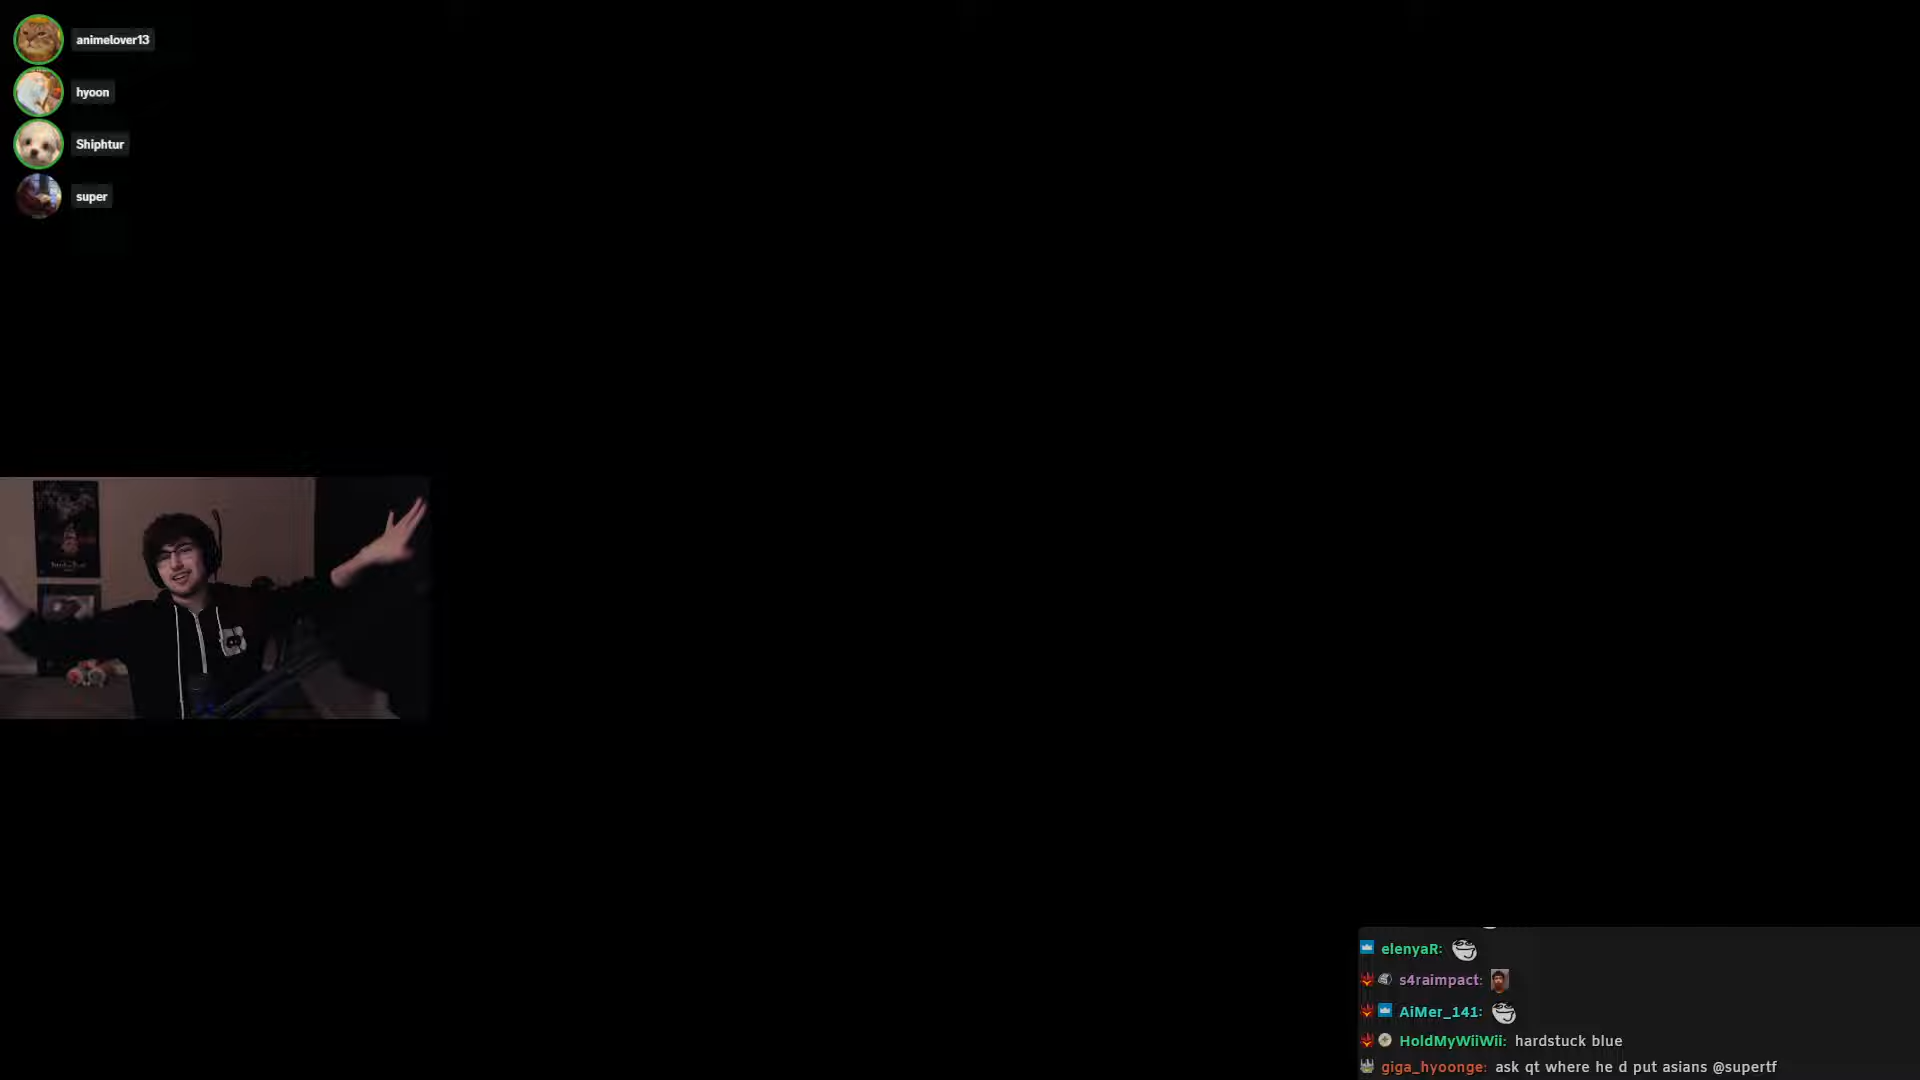 animelover13
hyoon
Shiphtur
super
elenyaR:
s4raimpact:
AiMer_141:
HoldMyWiiWii: hardstuck blue
giga_hyoonge: ask qt where he d put asians @supertf